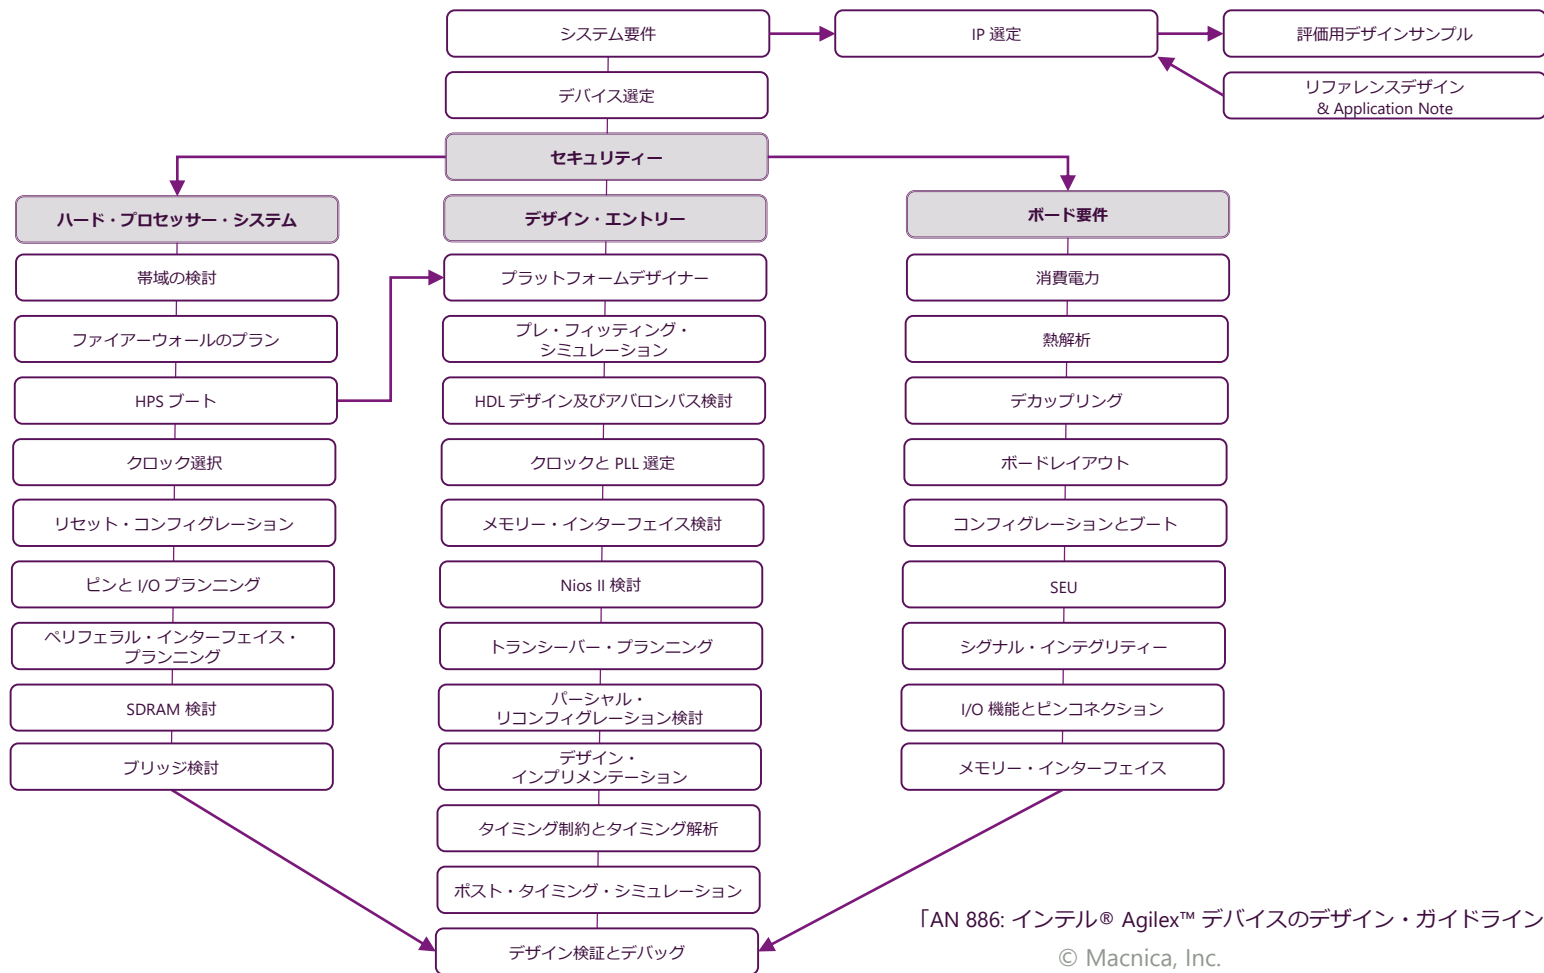 システム要件
IP 選定
評価用デザインサンプル
デバイス選定
リファレンスデザイン
& Application Note
セキュリティー
ハード・プロセッサー・システム
デザイン・エントリー
ボード要件
帯域の検討
プラットフォームデザイナー
消費電力
ファイアーウォールのプラン
プレ・フィッティング・
シミュレーション
熱解析
HPS ブート
HDL デザイン及びアバロンバス検討
デカップリング
クロック選択
クロックと PLL 選定
ボードレイアウト
リセット・コンフィグレーション
メモリー・インターフェイス検討
コンフィグレーションとブート
ピンと I/O プランニング
Nios II 検討
SEU
ペリフェラル・インターフェイス・
プランニング
トランシーバー・プランニング
シグナル・インテグリティー
SDRAM 検討
パーシャル・
リコンフィグレーション検討
I/O 機能とピンコネクション
ブリッジ検討
デザイン・
インプリメンテーション
メモリー・インターフェイス
タイミング制約とタイミング解析
ポスト・タイミング・シミュレーション
デザイン検証とデバッグ
「AN 886: インテル® Agilex™ デバイスのデザイン・ガイドライン
© Macnica, Inc.